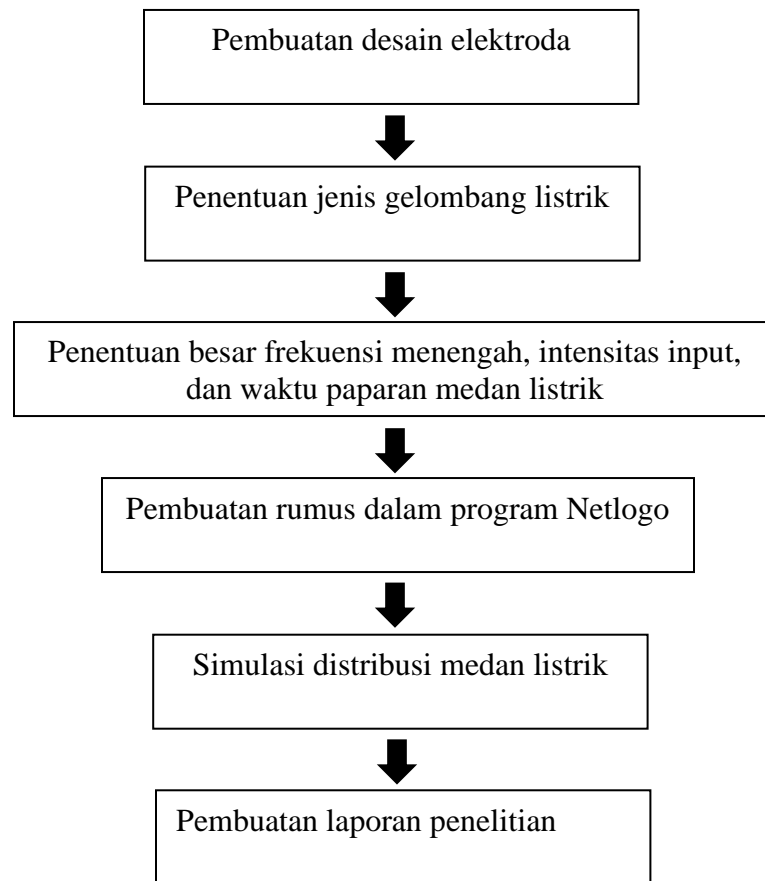 Pembuatan desain elektroda
Penentuan jenis gelombang listrik
Penentuan besar frekuensi menengah, intensitas input,
dan waktu paparan medan listrik
Pembuatan rumus dalam program Netlogo
Simulasi distribusi medan listrik
Pembuatan laporan penelitian